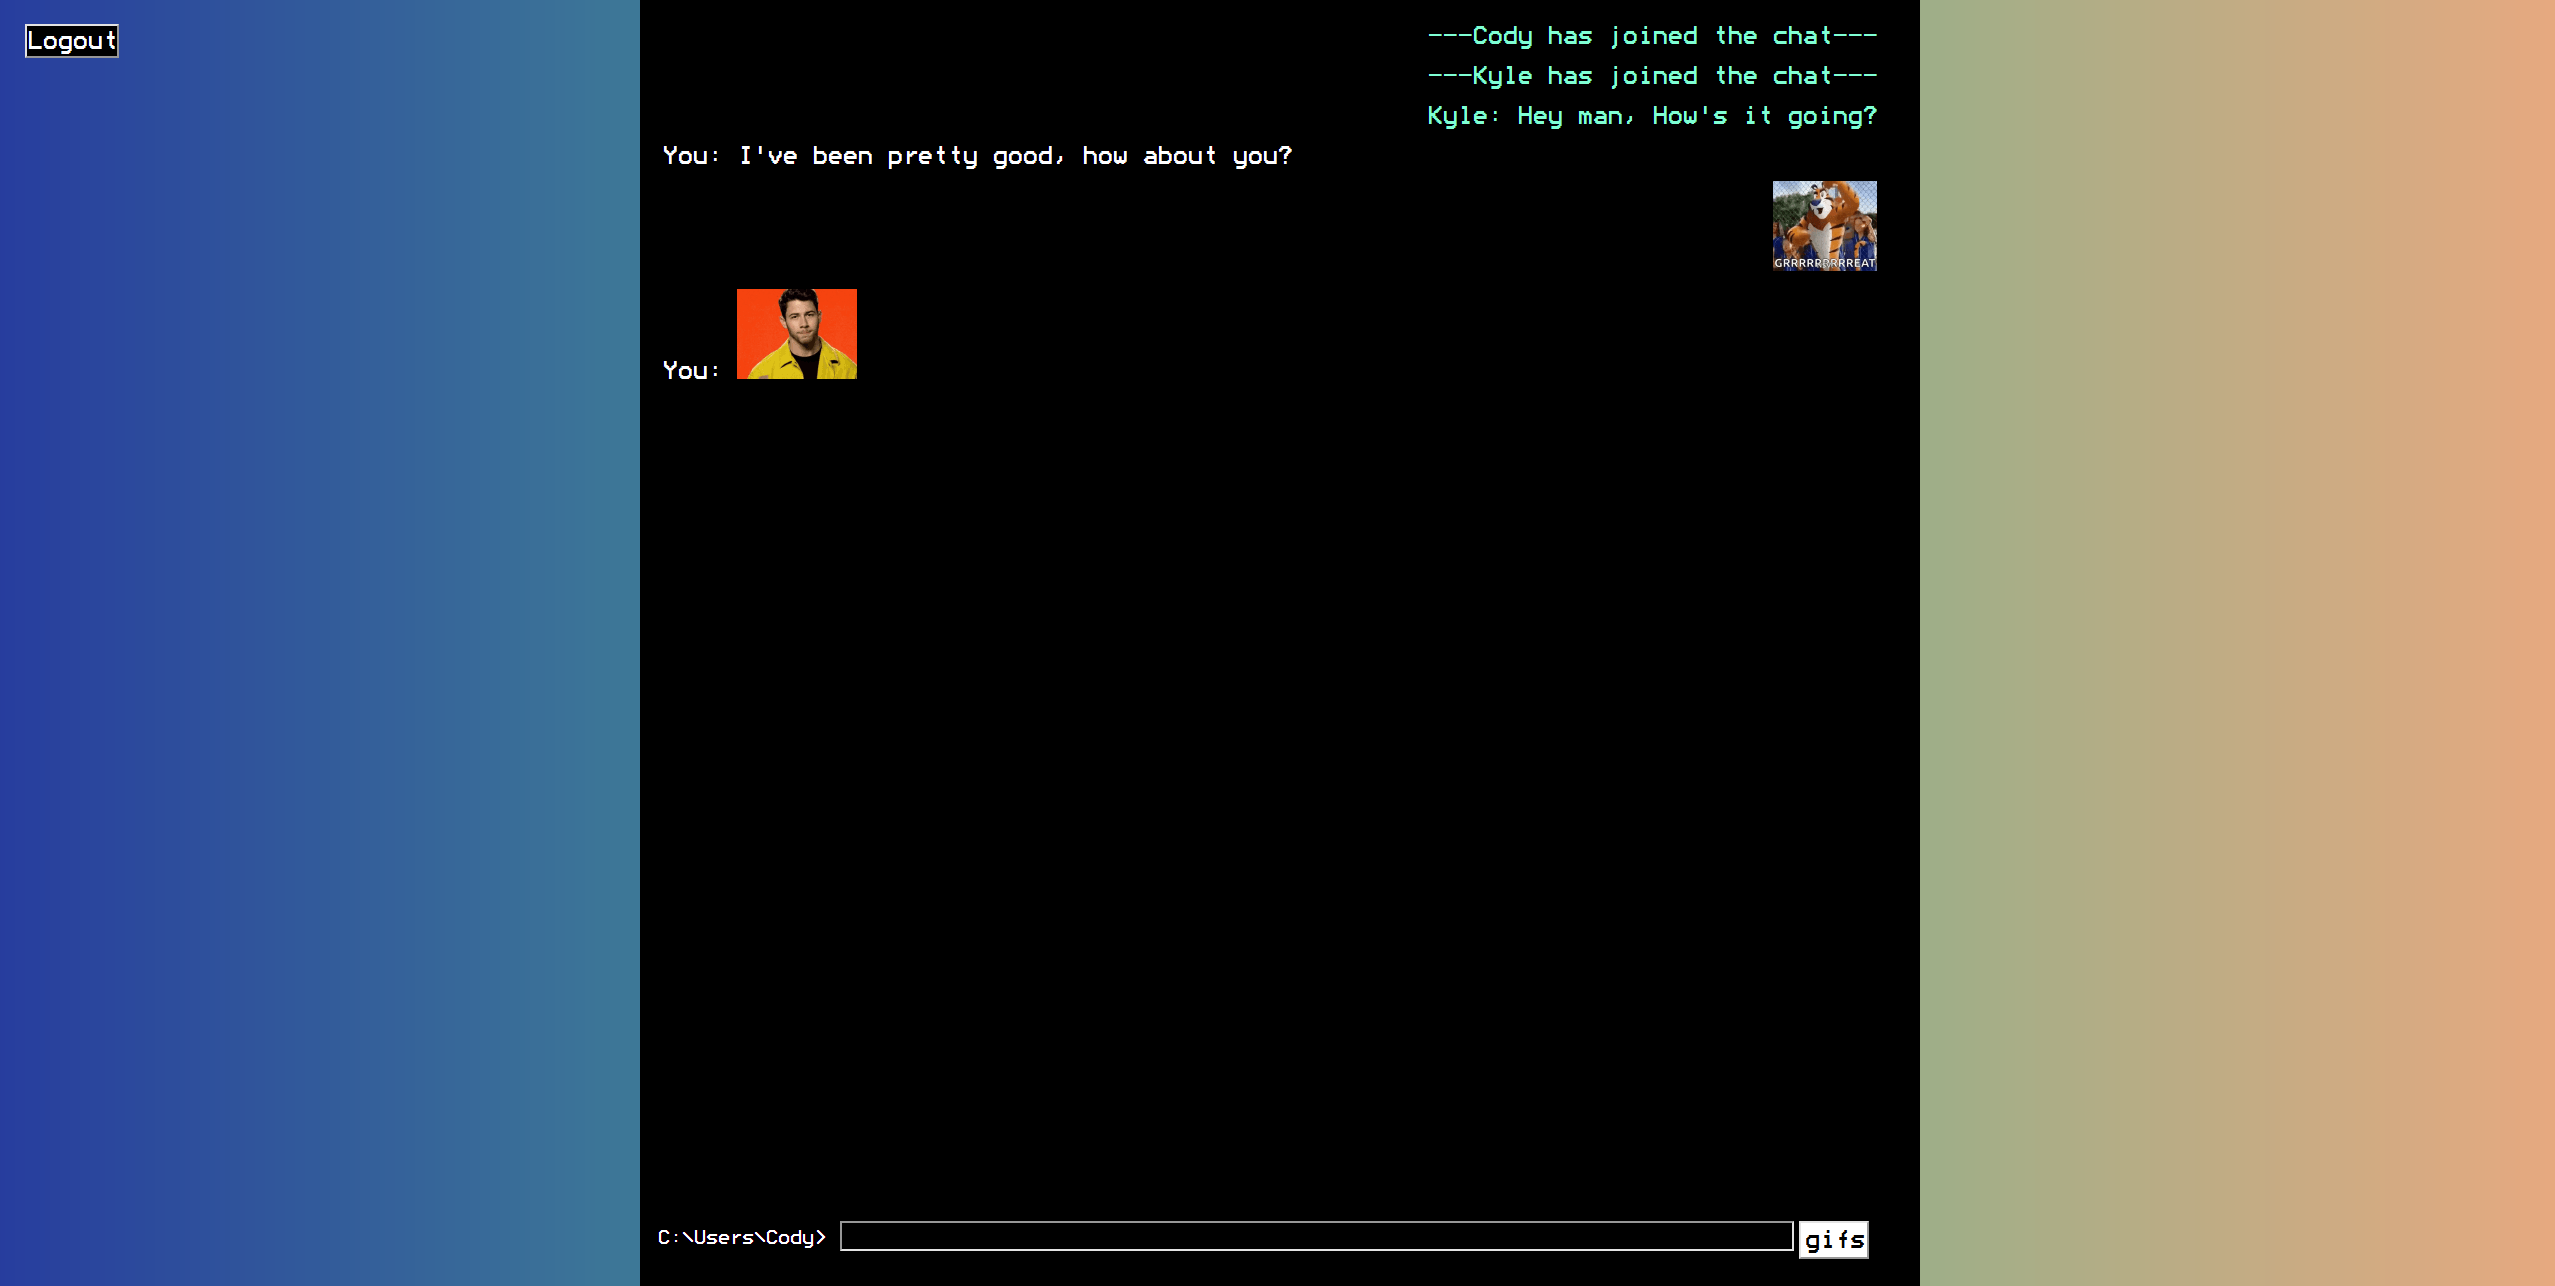 Logout
---Cody has joined the chat---
---Kyle has joined the chat---
Kyle: Hey man, How's it going?
You: I've been pretty good, how about you?
GRRRRRRRRREAT
You:
C:\Users\Cody>
gifs